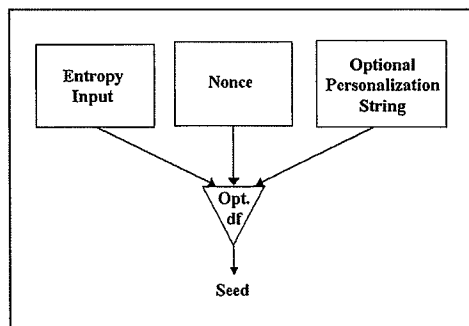 Entropy
Input
Nonce
Optional
Personalization
String
Opt.
df
Seed